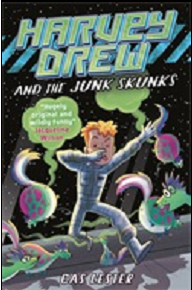 HARVEY
DREW
AND THE JUNK SKUNKS
"Hugely
original and
wildly funny"
Jacqueline
Wilson
CAS LESTER